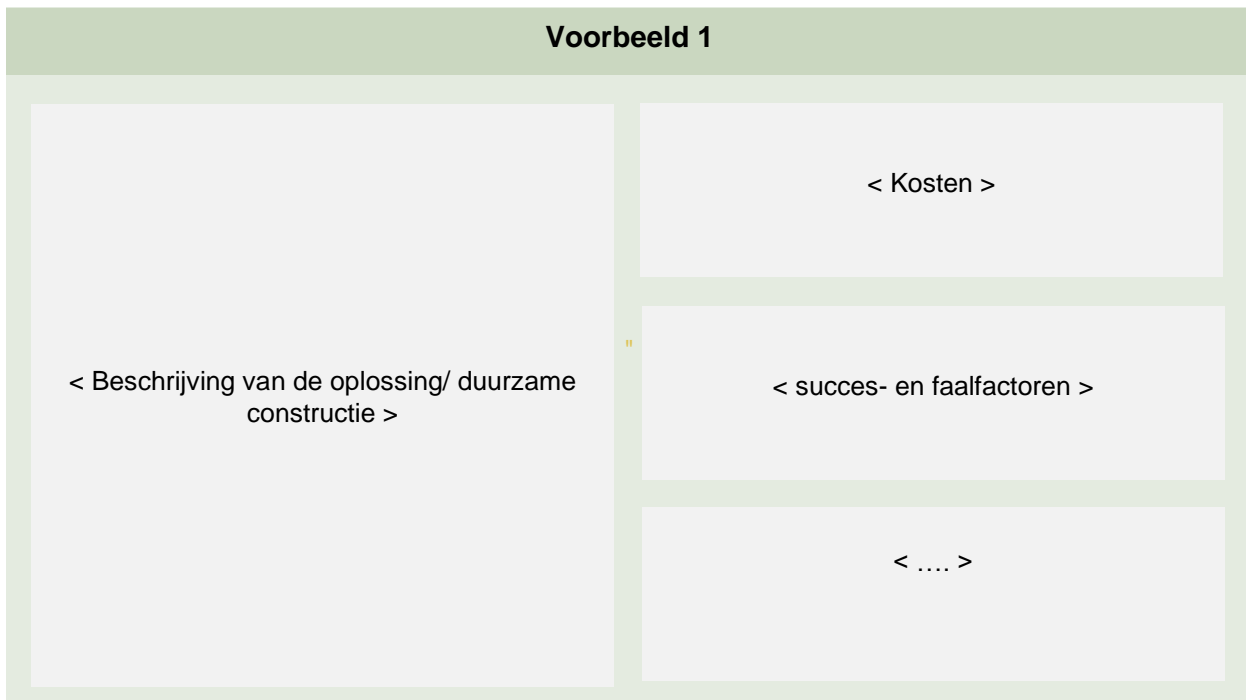 Voorbeeld 1
< Beschrijving van de oplossing/ duurzame
constructie >
< Kosten >
"
< succes- en faalfactoren >
< …. >